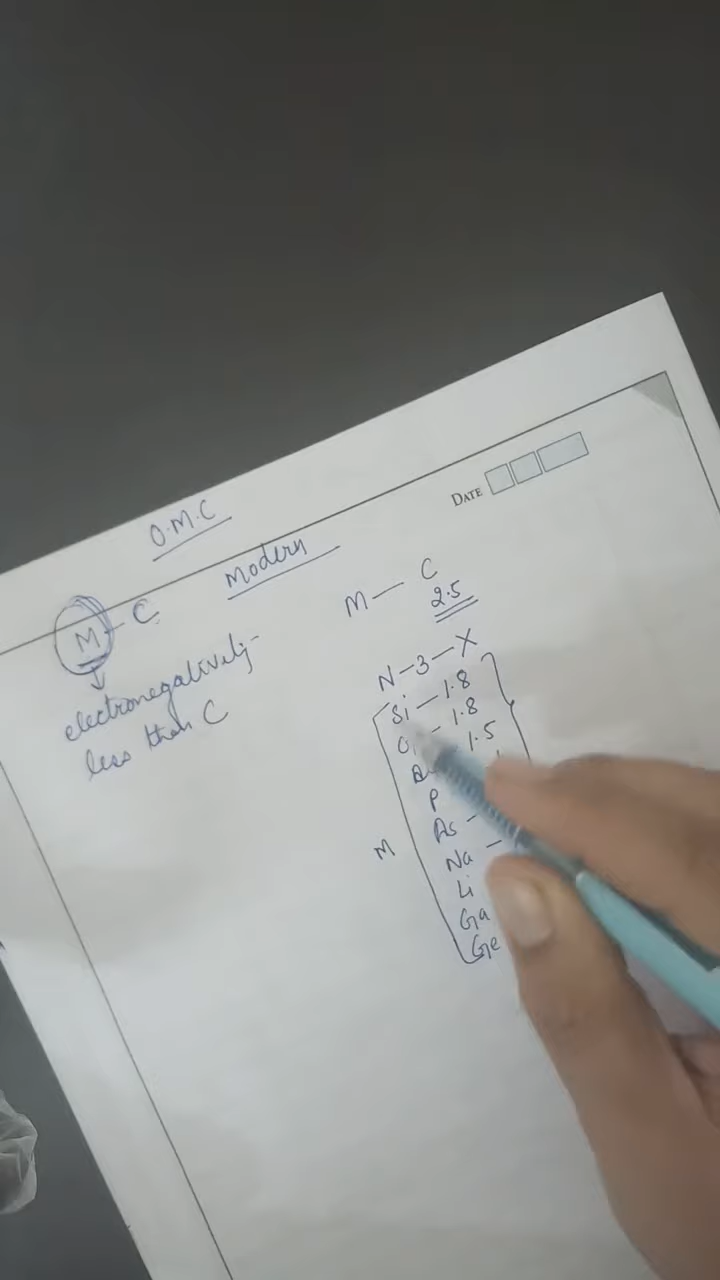 O.M.C
DATE
Modern
M - C
electronegatively
less than C
M - C
2.5
N - 3 - X
Si - 1.8
- 1.8
1.5
P
As -
Na -
Li
Ga
Ge
M